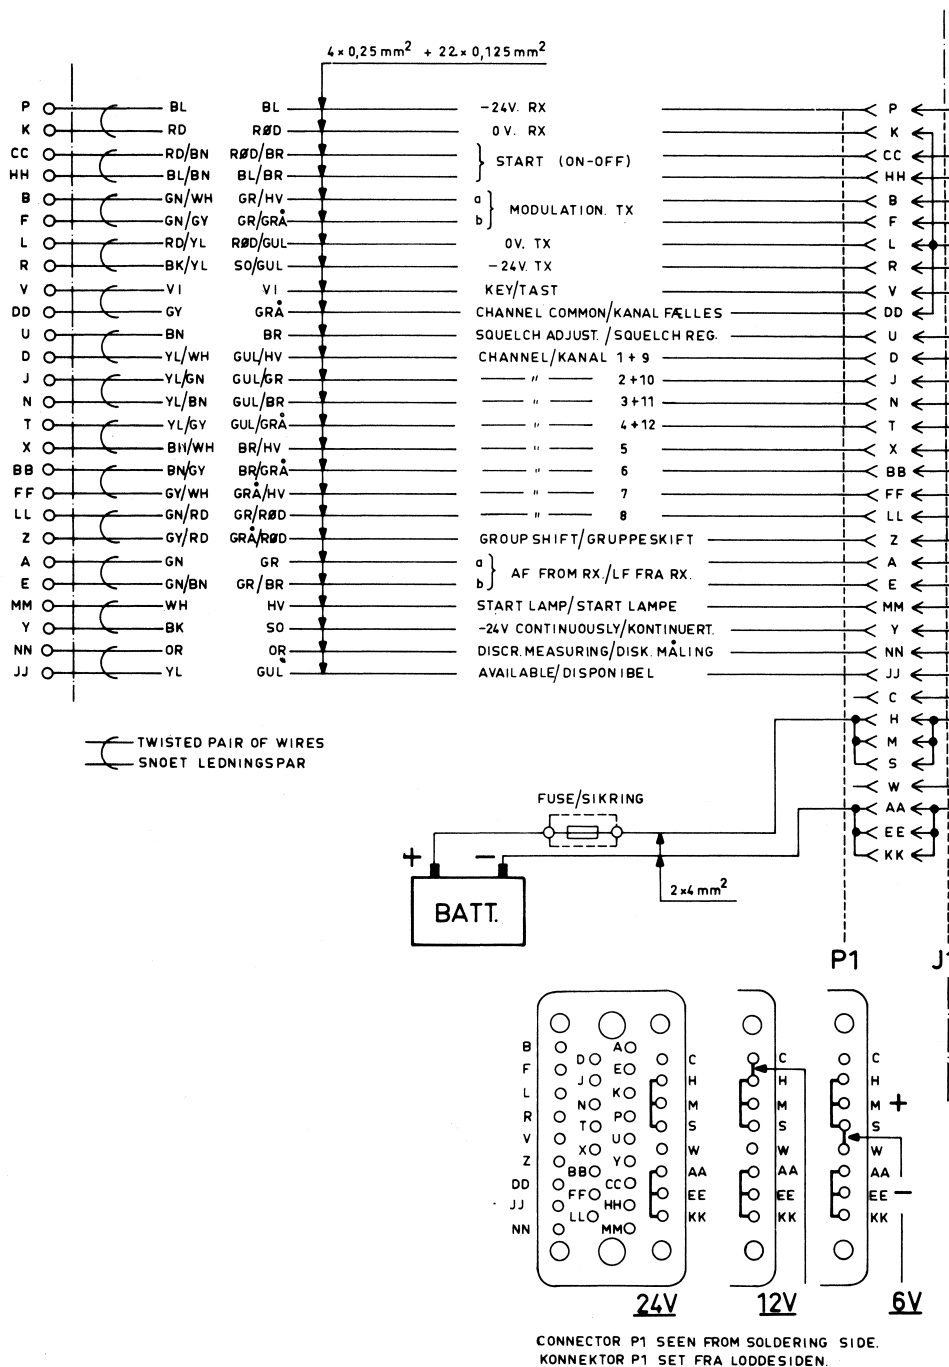 4×0,25 mm² + 22×0,125 mm²
P BL BL -24V. RX P
K RD RØD 0V. RX K
CC RD/BN RØD/BR CC
START (ON-OFF)
HH BL/BN BL/BR HH
B GN/WH GR/HV a B
MODULATION. TX
F GN/GY GR/GRÅ b F
L RD/YL RØD/GUL 0V. TX L
R BK/YL SO/GUL -24V. TX R
V VI VI KEY/TAST V
DD GY GRÅ CHANNEL COMMON/KANAL FÆLLES DD
U BN BR SQUELCH ADJUST./SQUELCH REG. U
D YL/WH GUL/HV CHANNEL/KANAL 1+9 D
J YL/GN GUL/GR — " — 2+10 J
N YL/BN GUL/BR — " — 3+11 N
T YL/GY GUL/GRÅ — " — 4+12 T
X BN/WH BR/HV — " — 5 X
BB BN/GY BR/GRÅ — " — 6 BB
FF GY/WH GRÅ/HV — " — 7 FF
LL GN/RD GR/RØD — " — 8 LL
Z GY/RD GRÅ/RØD GROUP SHIFT/GRUPPESKIFT Z
A GN GR a A
AF FROM RX./LF FRA RX.
E GN/BN GR/BR b E
MM WH HV START LAMP/START LAMPE MM
Y BK SO -24V CONTINUOUSLY/KONTINUERT. Y
NN OR OR DISCR. MEASURING/DISK. MÅLING NN
JJ YL GUL AVAILABLE/DISPONIBEL JJ
C
H
M
S
W
AA
EE
KK
TWISTED PAIR OF WIRES
SNOET LEDNINGSPAR
FUSE/SIKRING
+ −
2×4 mm²
BATT.
P1 J1
B A
D C C C
F E
J H H H
L K
N M M M +
R P
T S S S
V U
X W W W
Z Y
BB AA AA AA
DD CC
FF EE EE EE −
JJ HH
LL KK KK KK
NN MM
24V 12V 6V
CONNECTOR P1 SEEN FROM SOLDERING SIDE.
KONNEKTOR P1 SET FRA LODDESIDEN.